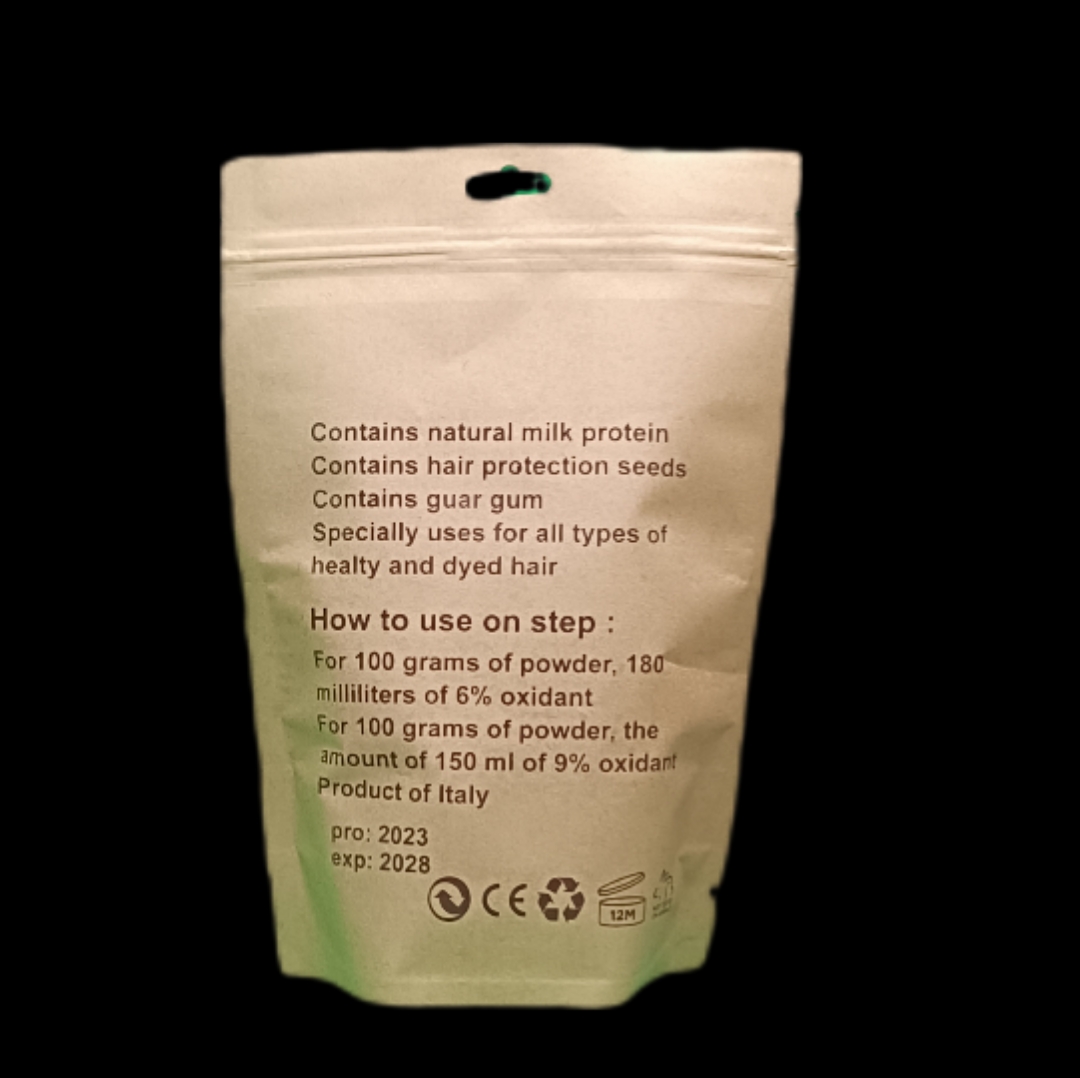 Contains natural milk protein
Contains hair protection seeds
Contains guar gum
Specially uses for all types of
healty and dyed hair
How to use on step :
For 100 grams of powder, 180
milliliters of 6% oxidant
For 100 grams of powder, the
amount of 150 ml of 9% oxidant
Product of Italy
pro: 2023
exp: 2028
CE
12M